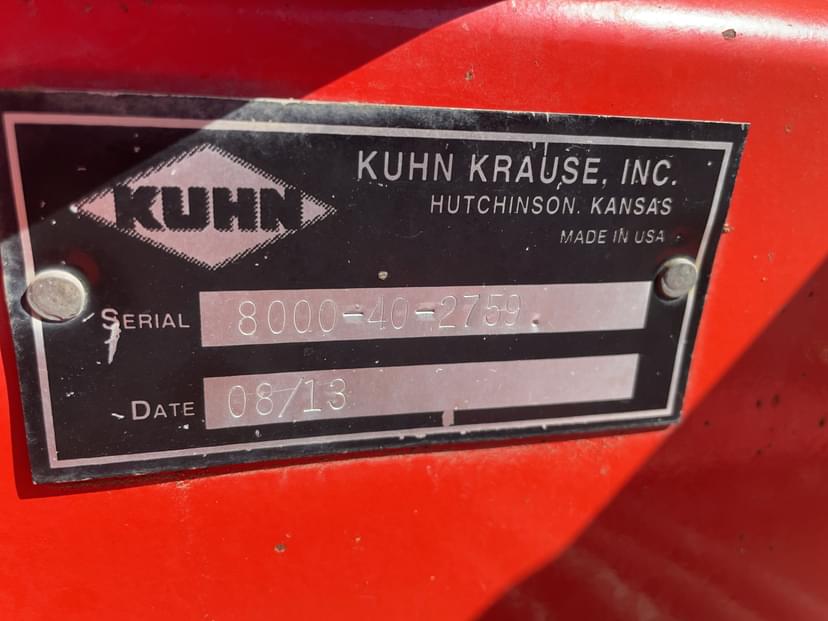 KUHN
KUHN KRAUSE, INC.
HUTCHINSON, KANSAS
MADE IN USA
SERIAL 8000-40-2759
DATE 08/13